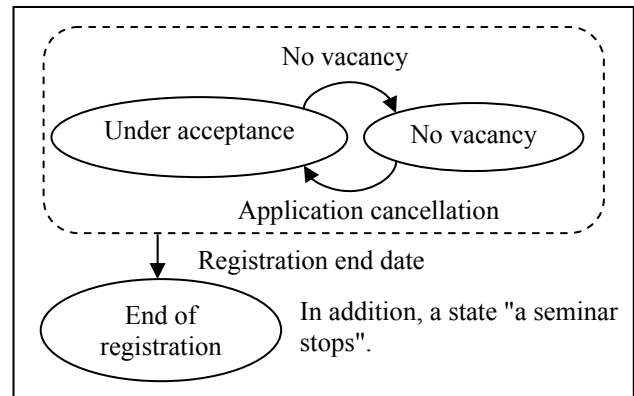 No vacancy
Under acceptance
No vacancy
Application cancellation
Registration end date
End of
registration
In addition, a state "a seminar
stops".